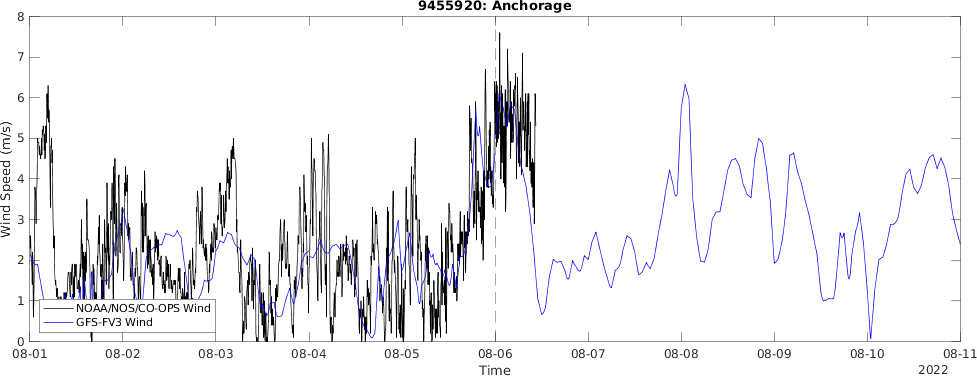 9455920: Anchorage
Wind Speed (m/s)
8
7
6
5
4
3
2
1
0
NOAA/NOS/CO-OPS Wind
GFS-FV3 Wind
08-01 08-02 08-03 08-04 08-05 08-06 08-07 08-08 08-09 08-10 08-11
Time
2022